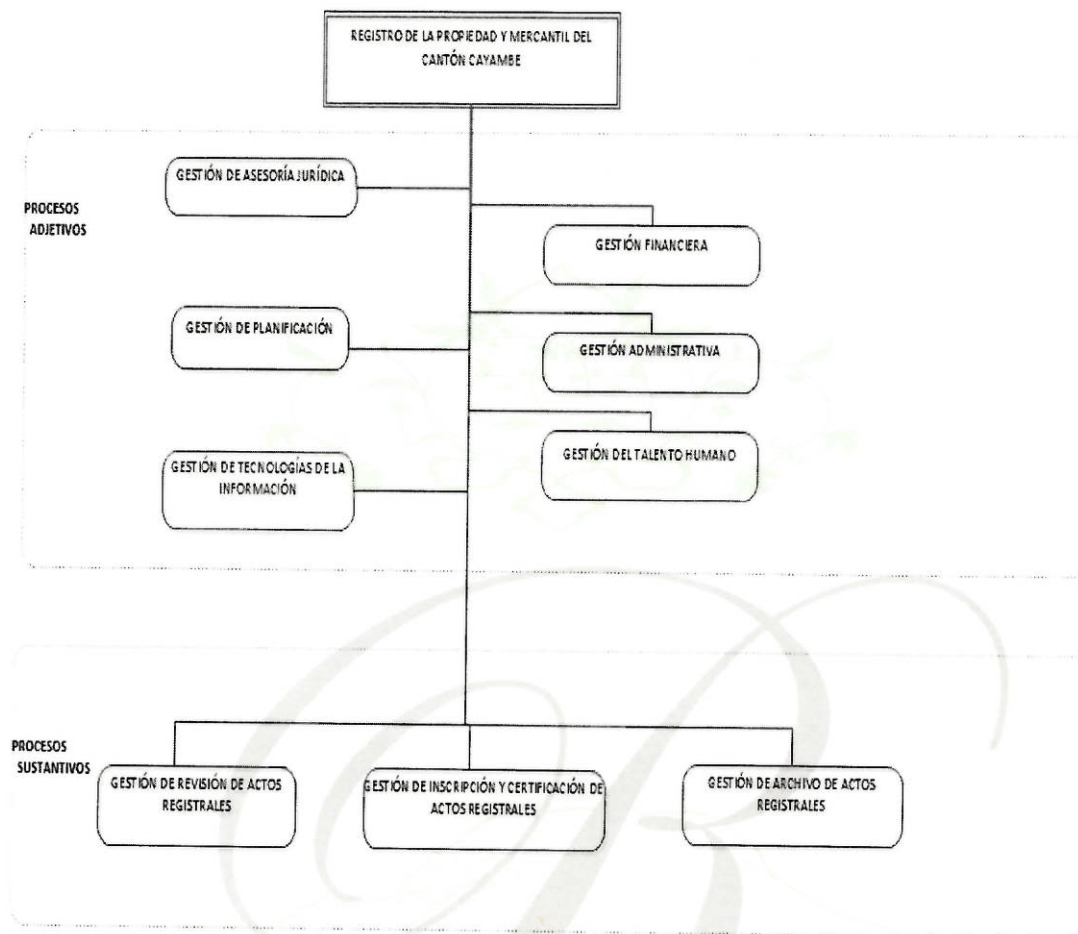 REGISTRO DE LA PROPIEDAD Y MERCANTIL DEL
CANTÓN CAYAMBE
GESTIÓN DE ASESORÍA JURÍDICA
PROCESOS
ADJETIVOS
GESTIÓN FINANCIERA
GESTIÓN DE PLANIFICACIÓN
GESTIÓN ADMINISTRATIVA
GESTIÓN DEL TALENTO HUMANO
GESTIÓN DE TECNOLOGÍAS DE LA
INFORMACIÓN
PROCESOS
SUSTANTIVOS
GESTIÓN DE REVISIÓN DE ACTOS
REGISTRALES
GESTIÓN DE INSCRIPCIÓN Y CERTIFICACIÓN DE
ACTOS REGISTRALES
GESTIÓN DE ARCHIVO DE ACTOS
REGISTRALES
R